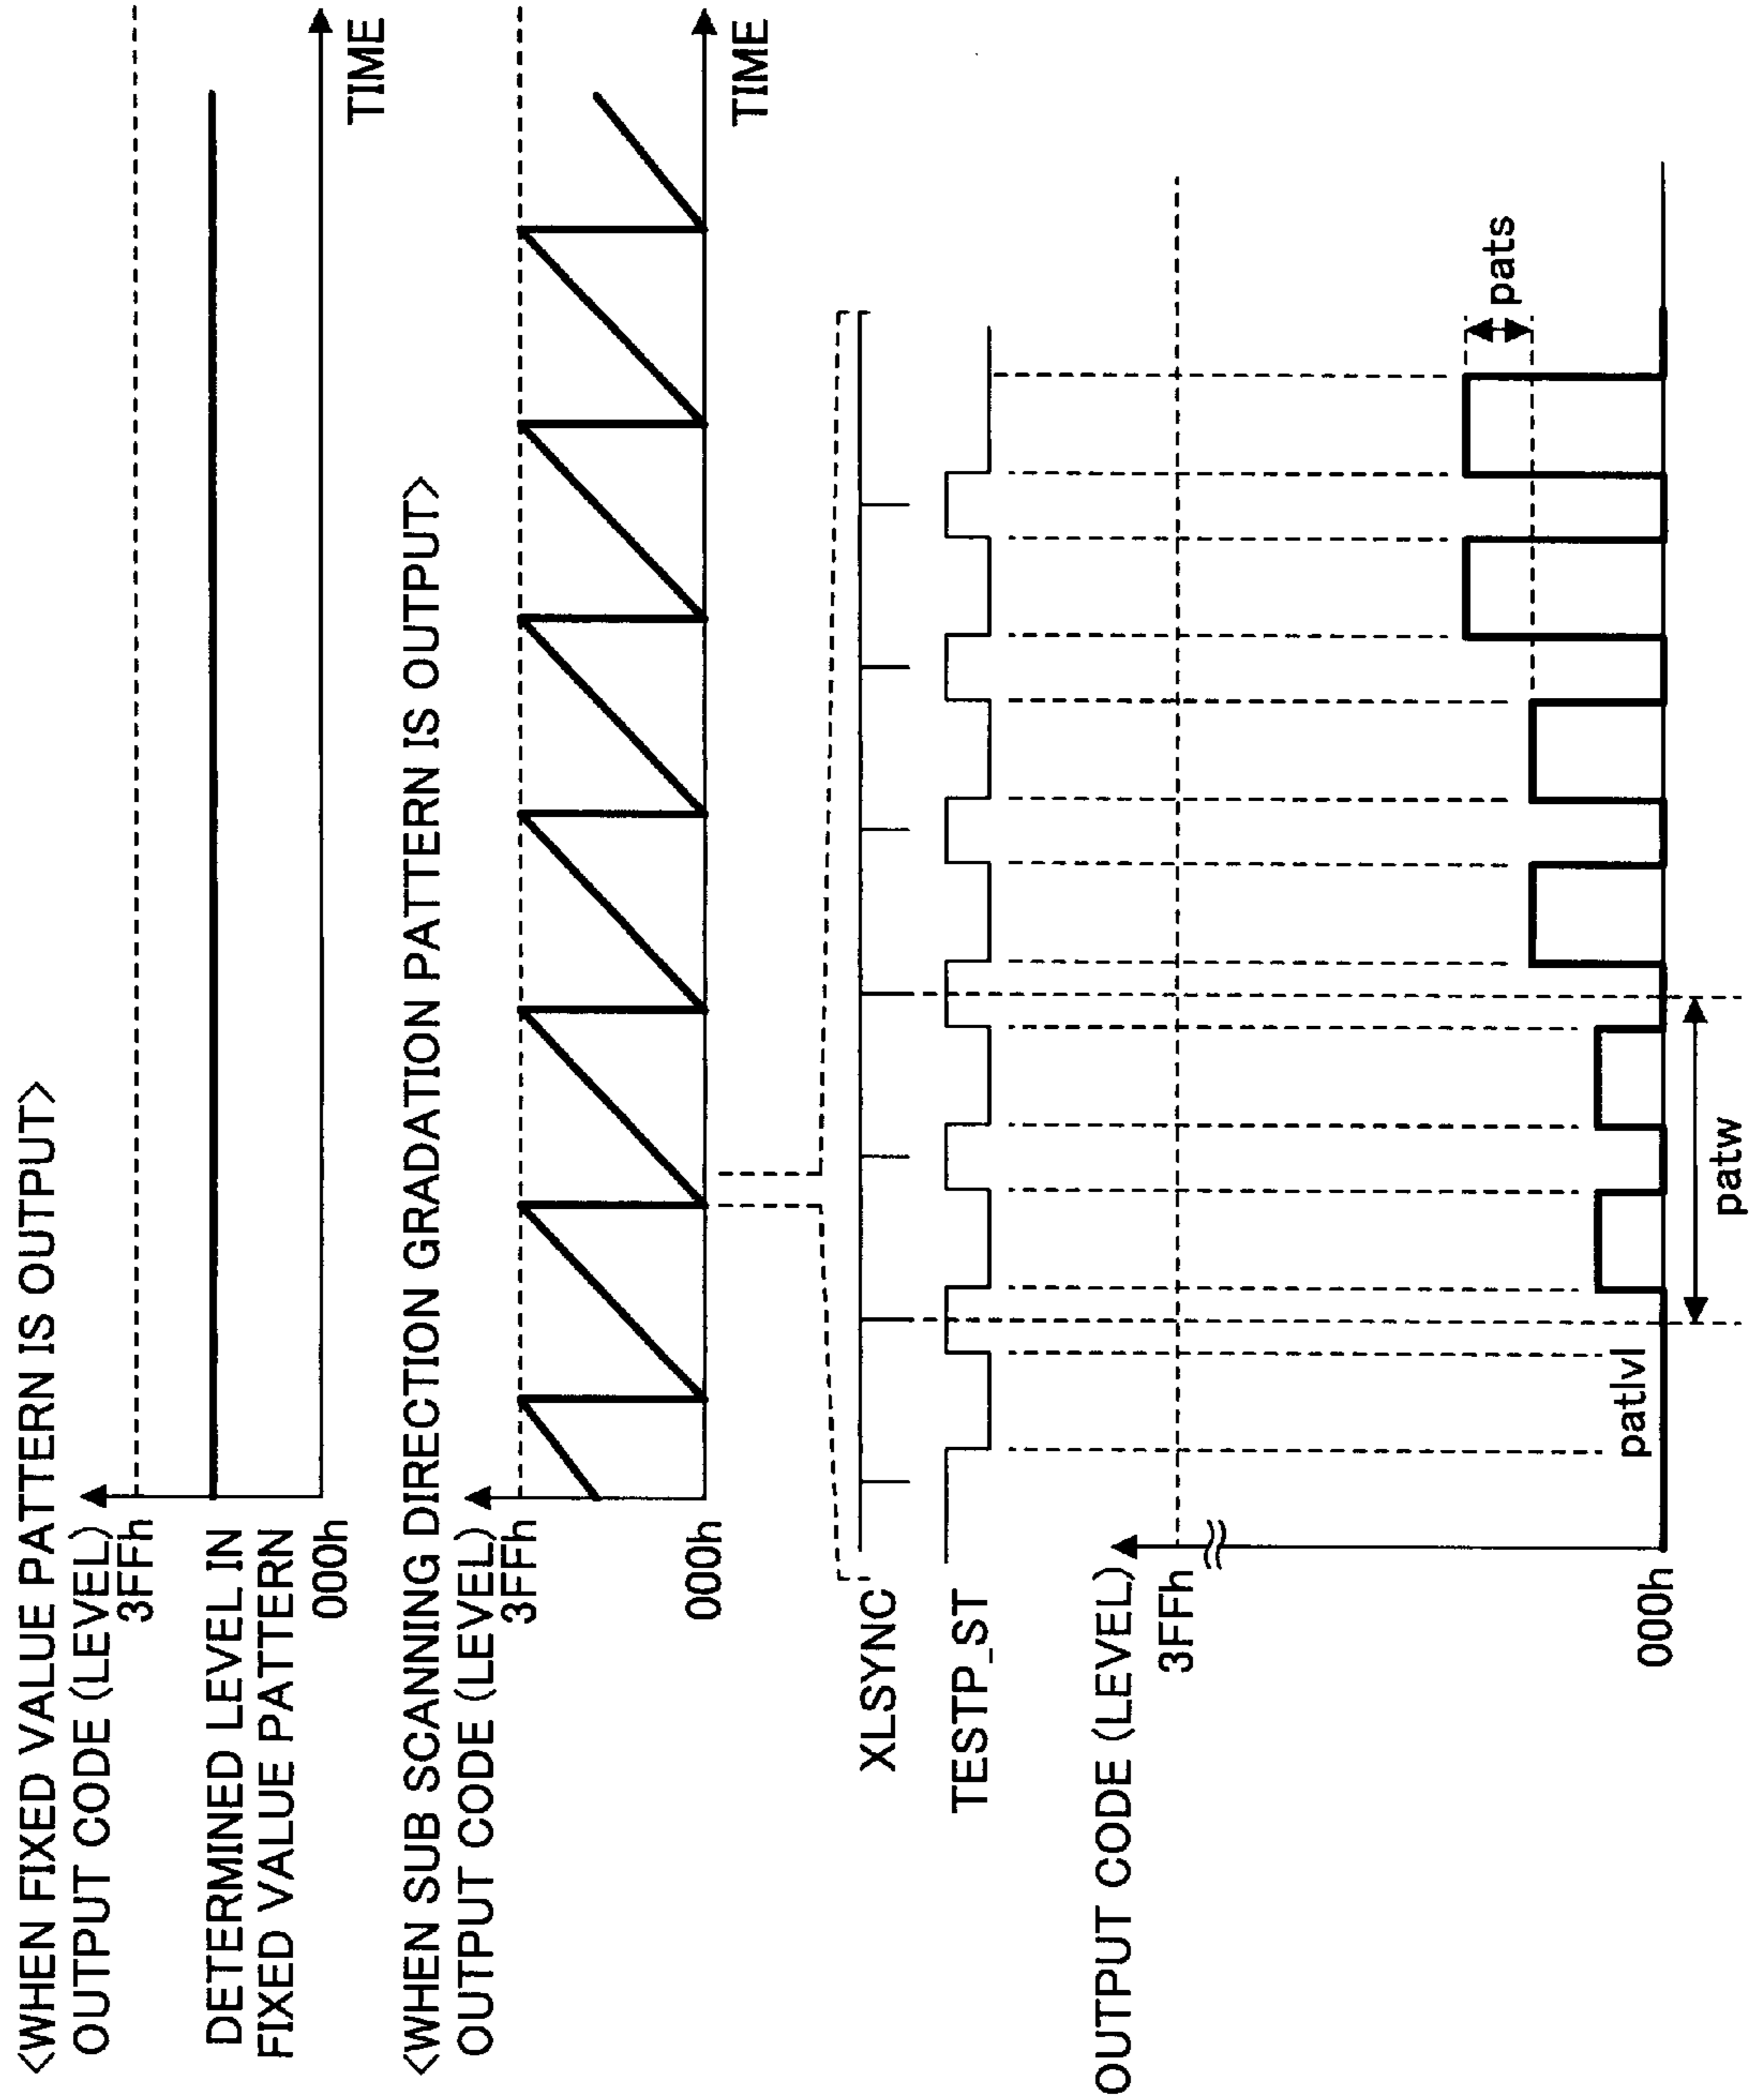 <WHEN FIXED VALUE PATTERN IS OUTPUT>
OUTPUT CODE (LEVEL)
3FFh
DETERMINED LEVEL IN
FIXED VALUE PATTERN
000h
TIME
<WHEN SUB SCANNING DIRECTION GRADATION PATTERN IS OUTPUT>
OUTPUT CODE (LEVEL)
3FFh
000h
TIME
XLSYNC
TESTP_ST
OUTPUT CODE (LEVEL)
3FFh
pats
patlvl
000h
patw